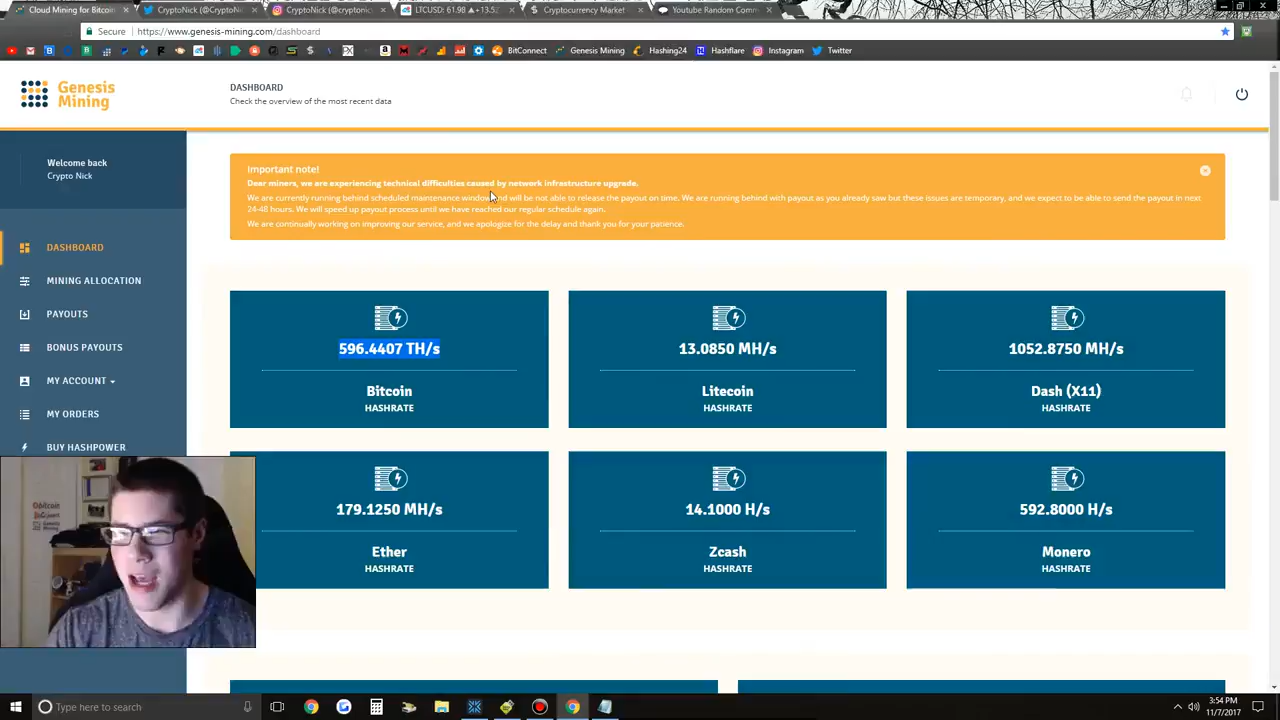 Cloud Mining for Bitcoi
CryptoNick (@CryptoNi
CryptoNick (@cryptonic
LTCUSD: 61.98 ▲+13.5
Cryptocurrency Market
Youtube Random Comm
Secure
https://www.genesis-mining.com/dashboard
BitConnect
Genesis Mining
Hashing24
Hashflare
Instagram
Twitter
Genesis
Mining
DASHBOARD
Check the overview of the most recent data
Welcome back
Crypto Nick
Important note!
Dear miners, we are experiencing technical difficulties caused by network infrastructure upgrade.
We are currently running behind scheduled maintenance window and will be not able to release the payout on time. We are running behind with payout as you already saw but these issues are temporary, and we expect to be able to send the payout in next
24-48 hours. We will speed up payout process until we have reached our regular schedule again.
We are continually working on improving our service, and we apologize for the delay and thank you for your patience.
DASHBOARD
MINING ALLOCATION
PAYOUTS
BONUS PAYOUTS
MY ACCOUNT
MY ORDERS
BUY HASHPOWER
596.4407 TH/s
Bitcoin
HASHRATE
13.0850 MH/s
Litecoin
HASHRATE
1052.8750 MH/s
Dash (X11)
HASHRATE
179.1250 MH/s
Ether
HASHRATE
14.1000 H/s
Zcash
HASHRATE
592.8000 H/s
Monero
HASHRATE
Type here to search
3:54 PM
11/7/2017